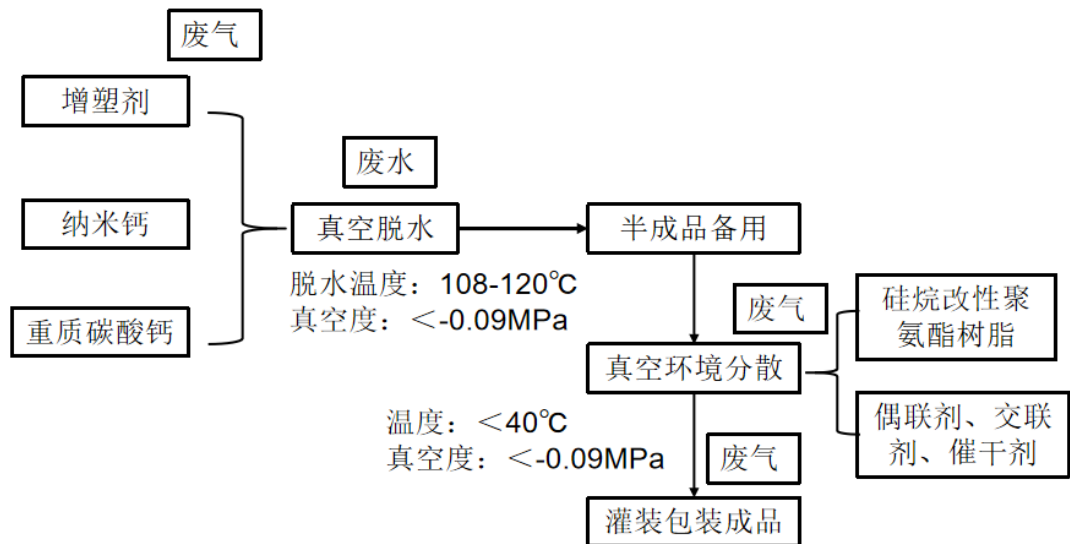 废气
增塑剂
废水
纳米钙
真空脱水
半成品备用
脱水温度：108-120℃
真空度：＜-0.09MPa
重质碳酸钙
废气
硅烷改性聚
氨酯树脂
真空环境分散
温度：＜40℃
真空度：＜-0.09MPa
废气
偶联剂、交联
剂、催干剂
灌装包装成品